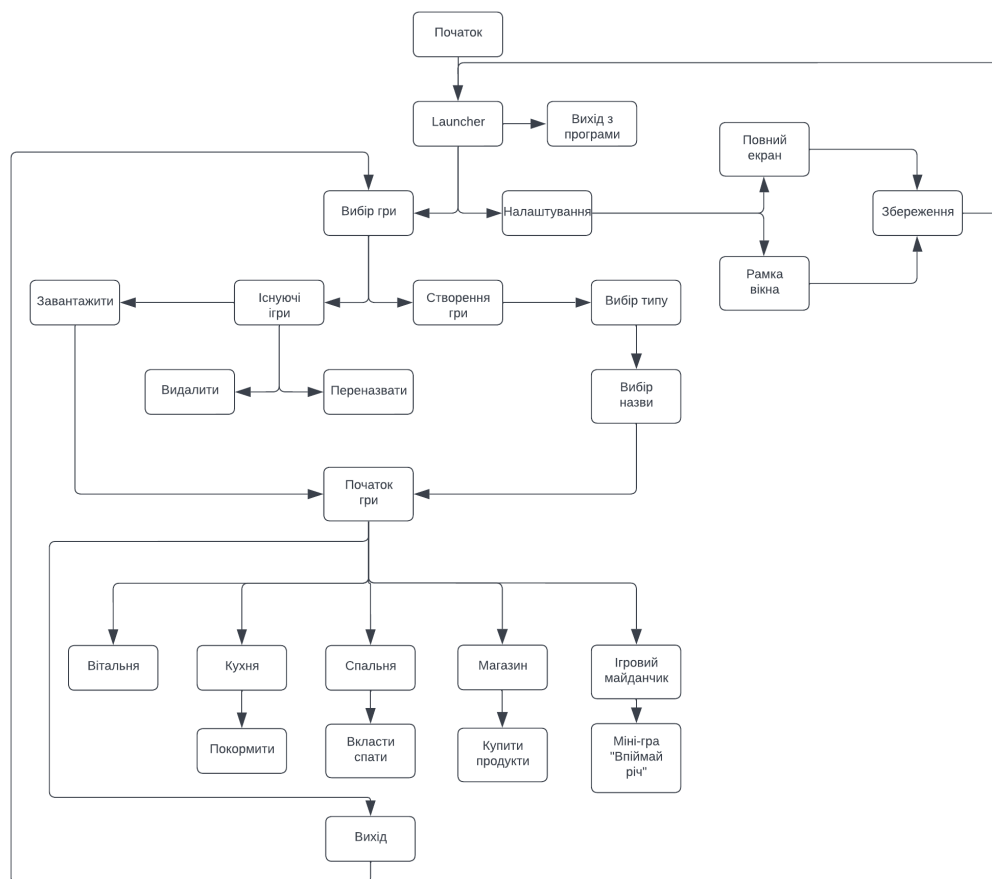 Початок
Launcher
Вихід з
програми
Повний
екран
Вибір гри
Налаштування
Збереження
Рамка
вікна
Завантажити
Існуючі
ігри
Створення
гри
Вибір типу
Видалити
Переназвати
Вибір
назви
Початок
гри
Вітальня
Кухня
Спальня
Магазин
Ігровий
майданчик
Покормити
Вкласти
спати
Купити
продукти
Міні-гра
"Впіймай
річ"
Вихід